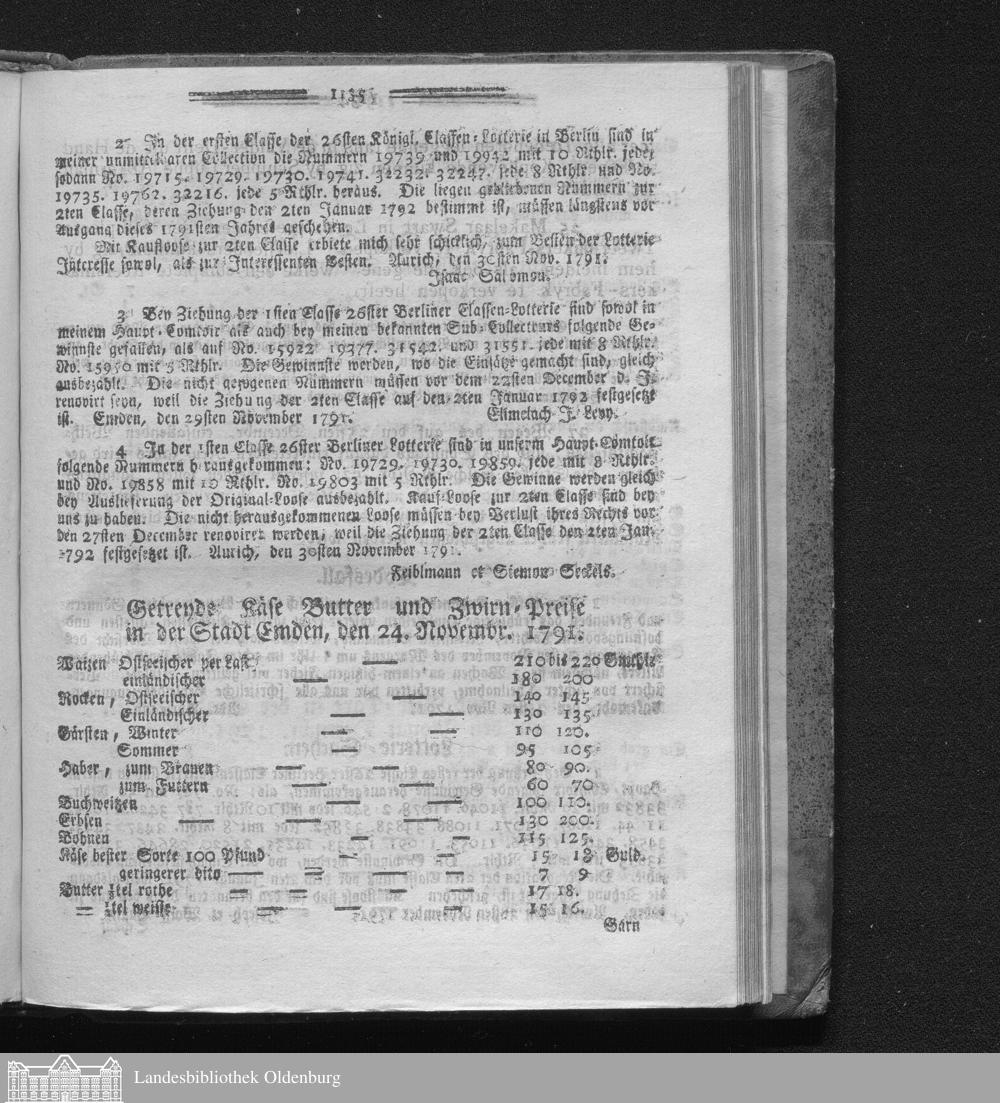 1135
2 In der ersten Classe der 26sten Königl. Classen-Lotterie in Berlin sind in
meiner unmittelbaren Collection die Nummern 19739 und 19942 mit 10 Rthlr. jede,
sodann No. 19715. 19729. 19730. 19741. 32232. 32247. jede 8 Rthlr. und No.
19735. 19762. 32216. jede 5 Rthlr. heraus. Die liegen gebliebenen Nummern zur
2ten Classe, deren Ziehung den 2ten Januar 1792 bestimmt ist, müssen längstens vor
Ausgang dieses 1791sten Jahres geschehen.
Mit Kaufloose zur 2ten Classe erbiete mich sehr schicklich, zum Besten der Lotterie
Interesse sowol, als zur Interessenten Besten. Aurich, den 30sten Nov. 1791.
Isaac Salomon.
3 Bey Ziehung der 1sten Classe 26ster Berliner Classen-Lotterie sind sowol in
meinem Haupt-Comtoir als auch bey meinen bekannten Sub-Collecteurs folgende Ge-
winnste gefallen, als auf No. 15922 19377. 31542. und 31551. jede mit 8 Rthlr.
No. 15950 mit 5 Rthlr. Die Gewinnste werden, wo die Einsätze gemacht sind, gleich
ausbezahlt. Die nicht gezogenen Nummern müssen vor dem 22sten December d. J.
renovirt seyn, weil die Ziehung der 2ten Classe auf den 2ten Januar 1792 festgesetzt
ist. Emden, den 29sten November 1791. Elimelach J. Levy.
4 In der 1sten Classe 26ster Berliner Lotterie sind in unserm Haupt-Comtoir
folgende Nummern herausgekommen: No. 19729. 19730. 19859. jede mit 8 Rthlr.
und No. 19858 mit 10 Rthlr. No. 19803 mit 5 Rthlr. Die Gewinne werden gleich
bey Auslieferung der Original-Loose ausbezahlt. Kauf-Loose zur 2ten Classe sind bey
uns zu haben. Die nicht herausgekommenen Loose müssen bey Verlust ihres Rechts vor
den 27sten December renoviret werden, weil die Ziehung der 2ten Classe den 2ten Jan.
1792 festgesetzet ist. Aurich, den 30sten November 1791.
Feiblmann et Siemon Seckels.
Getreyde Käse Butter und Zwirn-Preise
in der Stadt Emden, den 24. Novembr. 1791.
Waizen Ostseeischer per Last — 210 bis 220 Gmthlr
einländischer — 180 200
Rocken, Ostseeischer — 140 145
Einländischer — — 130 135
Gärsten, Winter — — 110 120.
Sommer — 95 105
Haber, zum Brauen — — 80 90.
zum Futtern — — 60 70
Buchweitzen — — 100 110.
Erbsen — — — 130 200.
Bohnen — 115 125.
Käse bester Sorte 100 Pfund — — 15 18 Guld.
geringerer dito — — — — 7 9
Butter tel rothe — — — — 17 18.
— tel weisse — — — 15 16.
Garn
Landesbibliothek Oldenburg